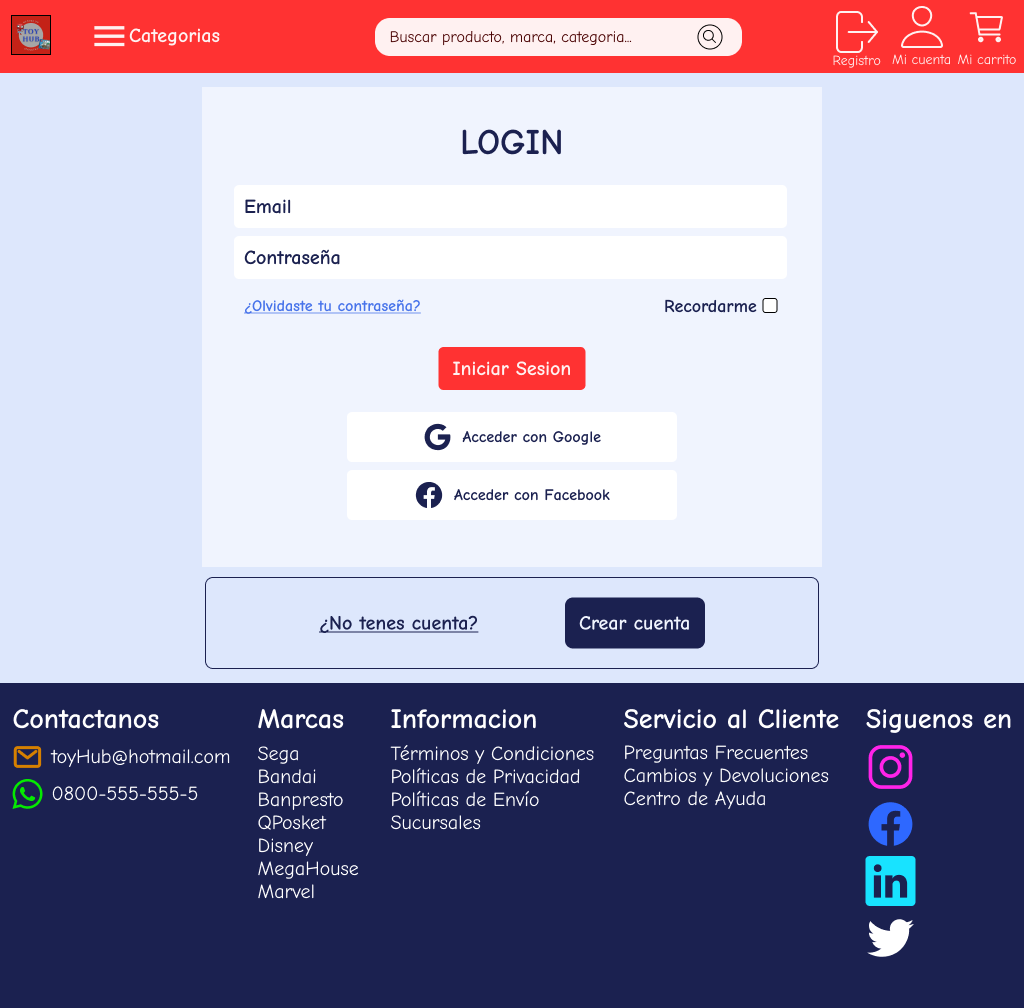 TOY
HUB
Categorias
Buscar producto, marca, categoria...
Registro
Mi cuenta
Mi carrito
LOGIN
Email
Contraseña
¿Olvidaste tu contraseña?
Recordarme
Iniciar Sesion
Acceder con Google
Acceder con Facebook
¿No tenes cuenta?
Crear cuenta
Contactanos
toyHub@hotmail.com
0800-555-555-5
Marcas
Sega
Bandai
Banpresto
QPosket
Disney
MegaHouse
Marvel
Informacion
Términos y Condiciones
Políticas de Privacidad
Políticas de Envío
Sucursales
Servicio al Cliente
Preguntas Frecuentes
Cambios y Devoluciones
Centro de Ayuda
Siguenos en